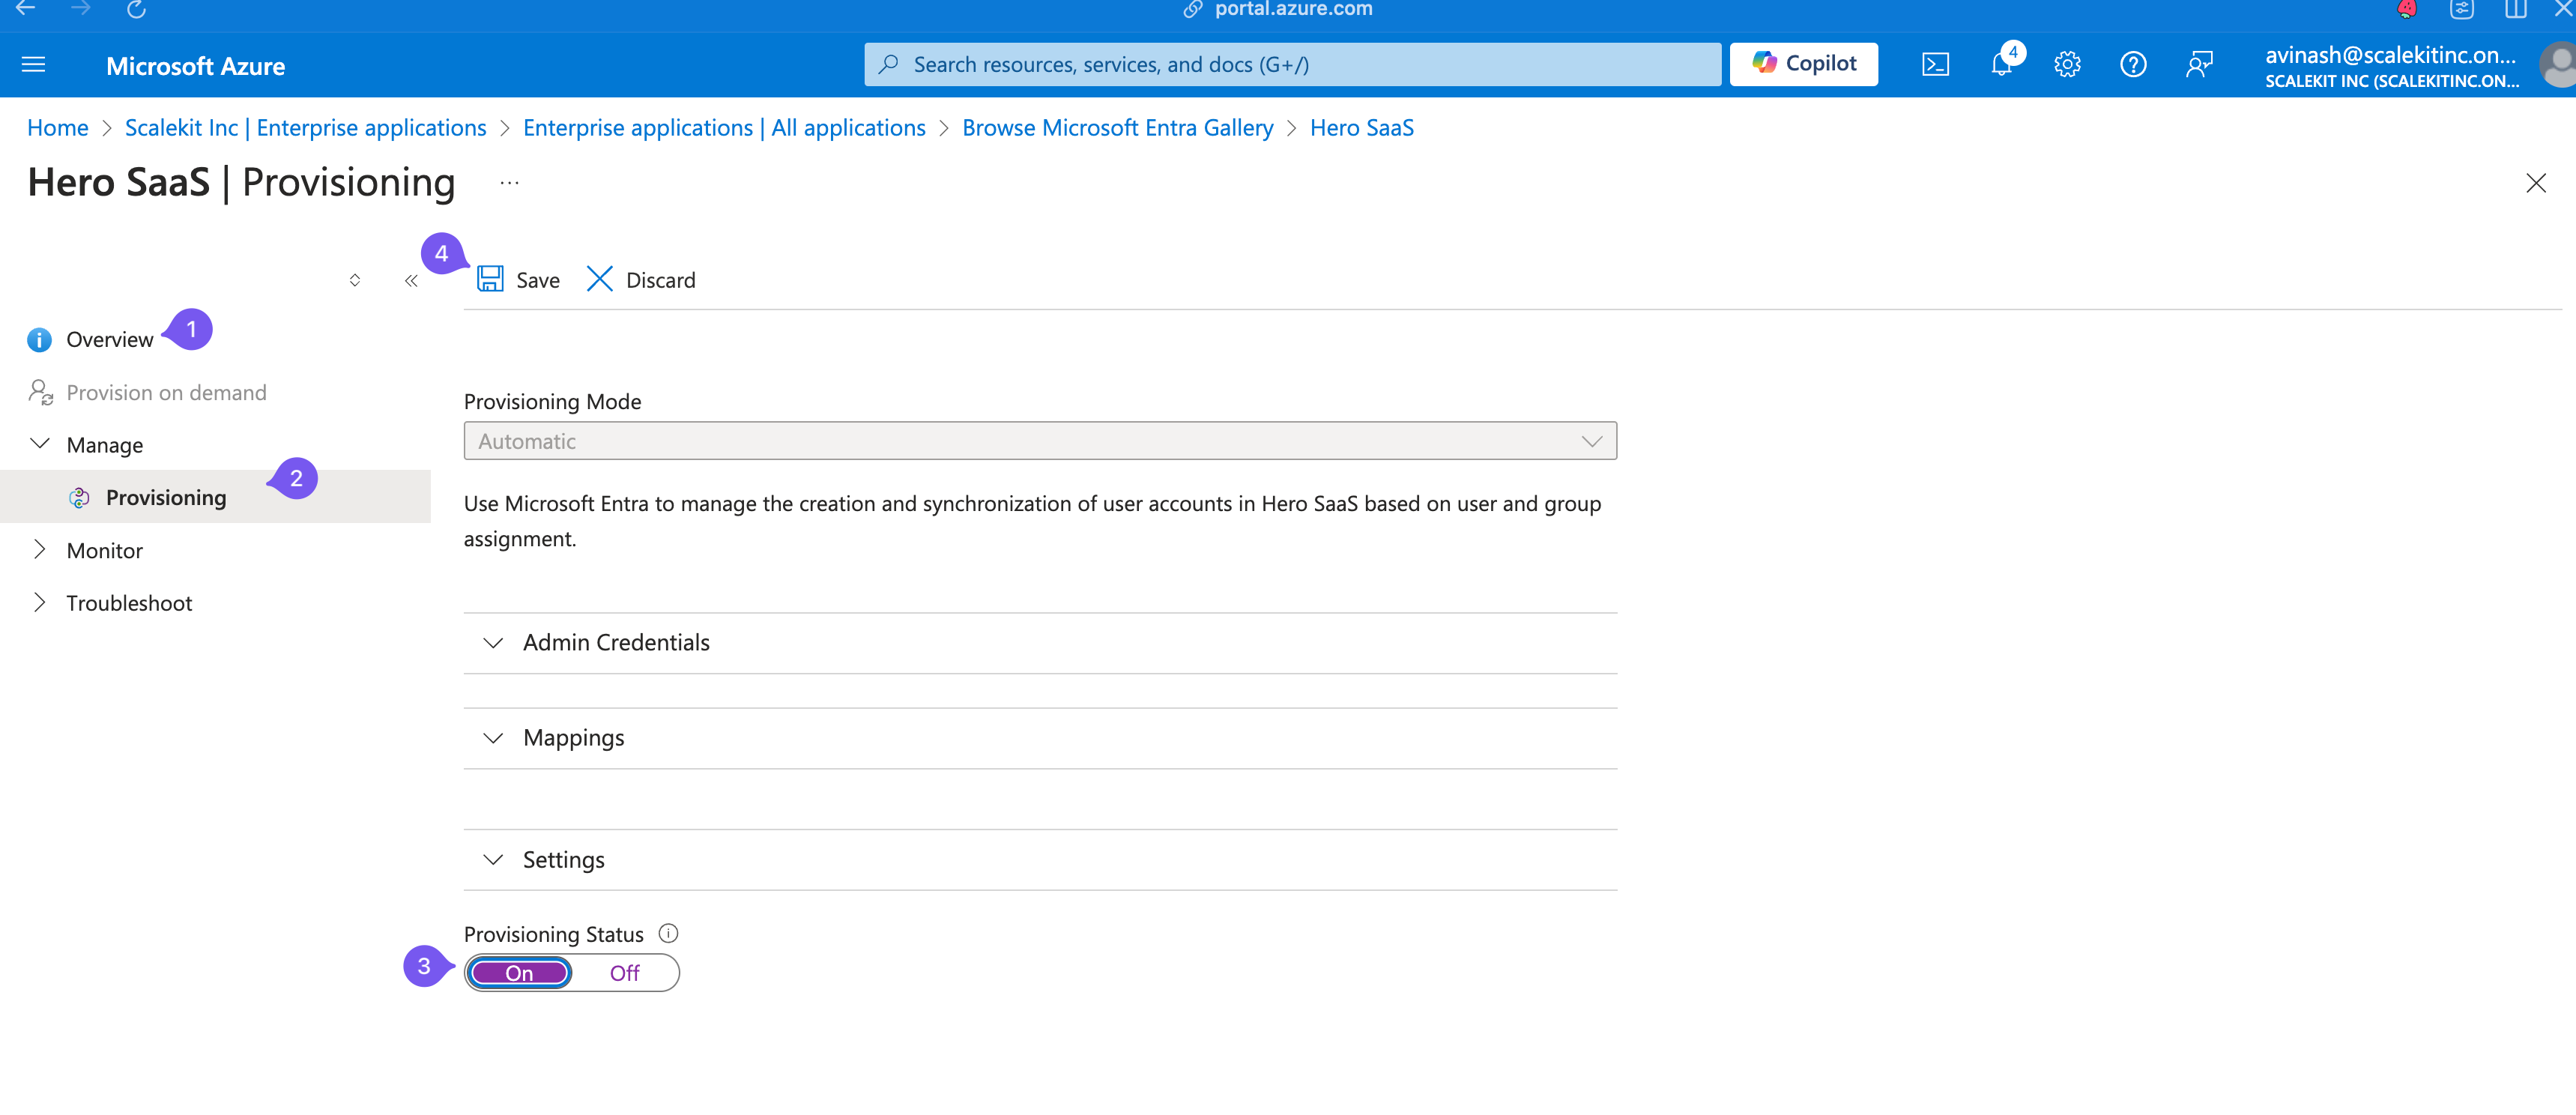 portal.azure.com
Microsoft Azure
Search resources, services, and docs (G+/)
Copilot
4
avinash@scalekitinc.on...
SCALEKIT INC (SCALEKITINC.ON...
Home > Scalekit Inc | Enterprise applications > Enterprise applications | All applications > Browse Microsoft Entra Gallery > Hero SaaS
Hero SaaS | Provisioning ...
4
Save
Discard
Overview
1
Provision on demand
Manage
Provisioning
2
Monitor
Troubleshoot
Provisioning Mode
Automatic
Use Microsoft Entra to manage the creation and synchronization of user accounts in Hero SaaS based on user and group
assignment.
Admin Credentials
Mappings
Settings
Provisioning Status
3
On
Off